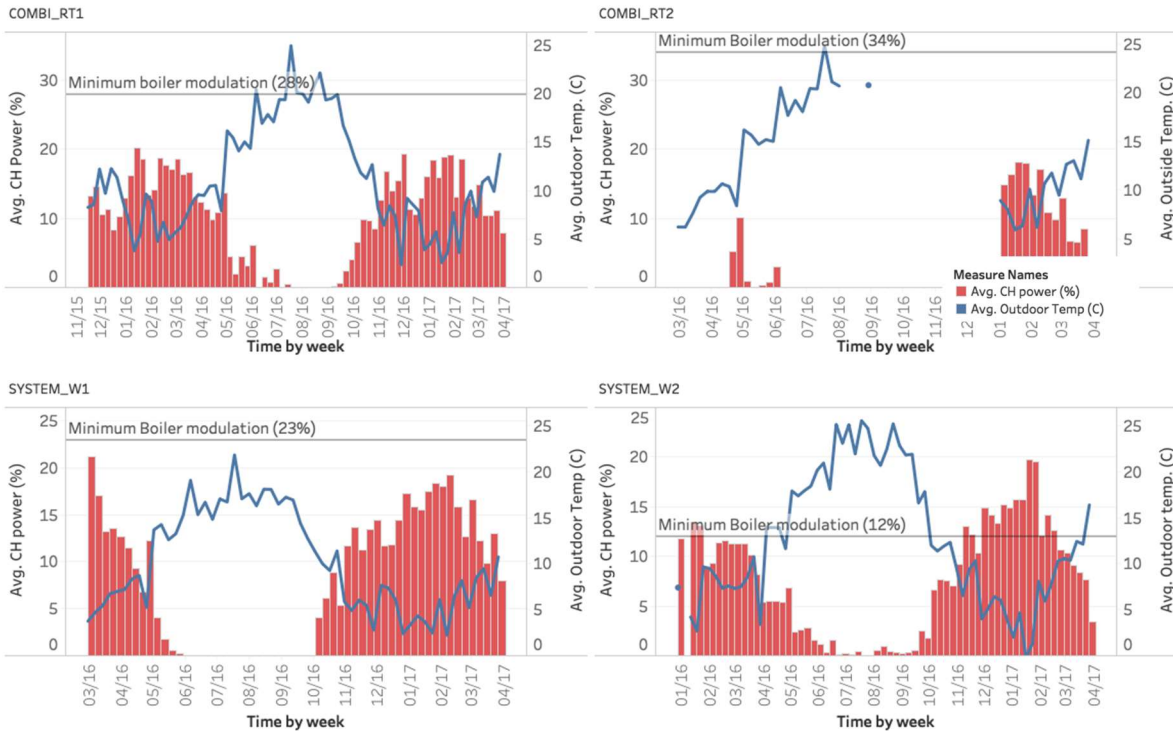 COMBI_RT1
Minimum boiler modulation (28%)
Avg. CH Power (%)
30
20
10
0
Avg. Outdoor Temp. (C)
25
20
15
10
5
0
11/15 12/15 01/16 02/16 03/16 04/16 05/16 06/16 07/16 08/16 09/16 10/16 11/16 12/16 01/17 02/17 03/17 04/17
Time by week
COMBI_RT2
Minimum Boiler modulation (34%)
Avg. CH power (%)
30
20
10
0
Avg. Outside Temp. (C)
25
20
15
10
5
03/16 04/16 05/16 06/16 07/16 08/16 09/16 10/16 11/16 12 01 02 03 04
Time by week
Measure Names
Avg. CH power (%)
Avg. Outdoor Temp (C)
SYSTEM_W1
Minimum Boiler modulation (23%)
Avg. CH power (%)
25
20
15
10
5
0
Avg. Outdoor Temp (C)
25
20
15
10
5
0
03/16 04/16 05/16 06/16 07/16 08/16 09/16 10/16 11/16 12/16 01/17 02/17 03/17 04/17
Time by week
SYSTEM_W2
Minimum Boiler modulation (12%)
Avg. CH power (%)
25
20
15
10
5
0
Avg. Outdoor Temp (C)
25
20
15
10
5
0
01/16 02/16 03/16 04/16 05/16 06/16 07/16 08/16 09/16 10/16 11/16 12/16 01/17 02/17 03/17 04/17
Time by week